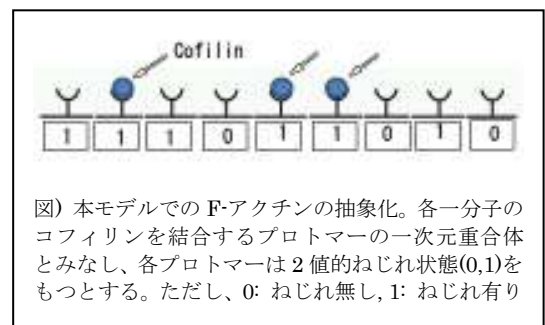 Cofilin
1 1 1 0 1 1 0 1 0
図) 本モデルでの F-アクチンの抽象化。各一分子の
コフィリンを結合するプロトマーの一次元重合体
とみなし、各プロトマーは 2 値的ねじれ状態(0,1)を
もつとする。ただし、0: ねじれ無し, 1: ねじれ有り